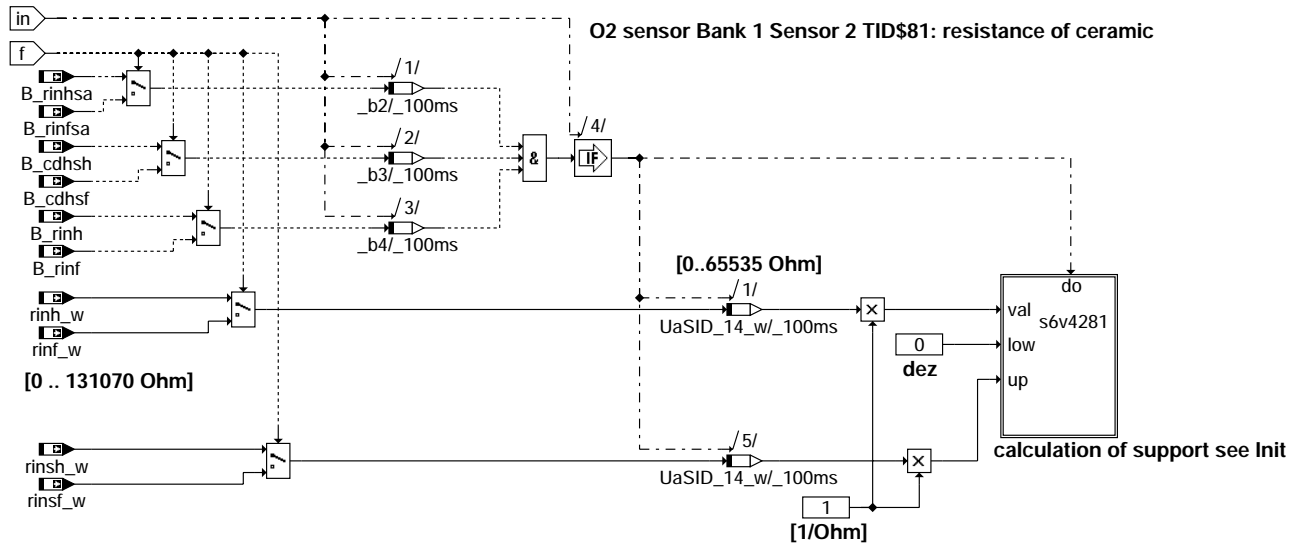 in
O2 sensor Bank 1 Sensor 2 TID$81: resistance of ceramic
f
/1/
B_rinhsa
_b2/_100ms
B_rinfsa
/2/
/4/
B_cdhsh
&
IF
_b3/_100ms
B_cdhsf
/3/
B_rinh
_b4/_100ms
B_rinf
[0..65535 Ohm]
do
/1/
rinh_w
val
s6v4281
UaSID_14_w/_100ms
rinf_w
0
low
dez
[0 .. 131070 Ohm]
up
/5/
calculation of support see Init
rinsh_w
UaSID_14_w/_100ms
rinsf_w
1
[1/Ohm]